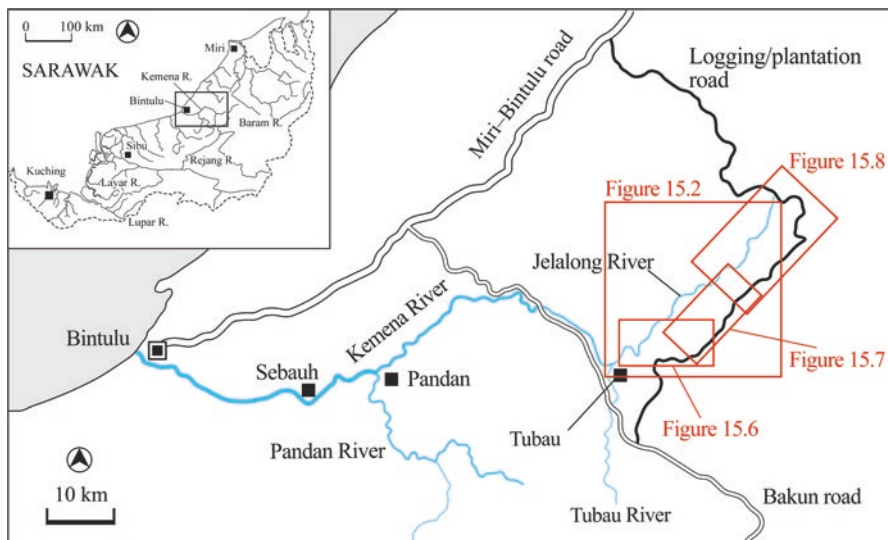 0 100 km
SARAWAK
Miri
Kemena R.
Bintulu
Baram R.
Sibu
Rejang R.
Kuching
Layar R.
Lupar R.
Miri–Bintulu road
Logging/plantation
road
Figure 15.8
Figure 15.2
Jelalong River
Kemena River
Bintulu
Sebauh
Pandan
Figure 15.7
Figure 15.6
Tubau
Pandan River
10 km
Tubau River
Bakun road